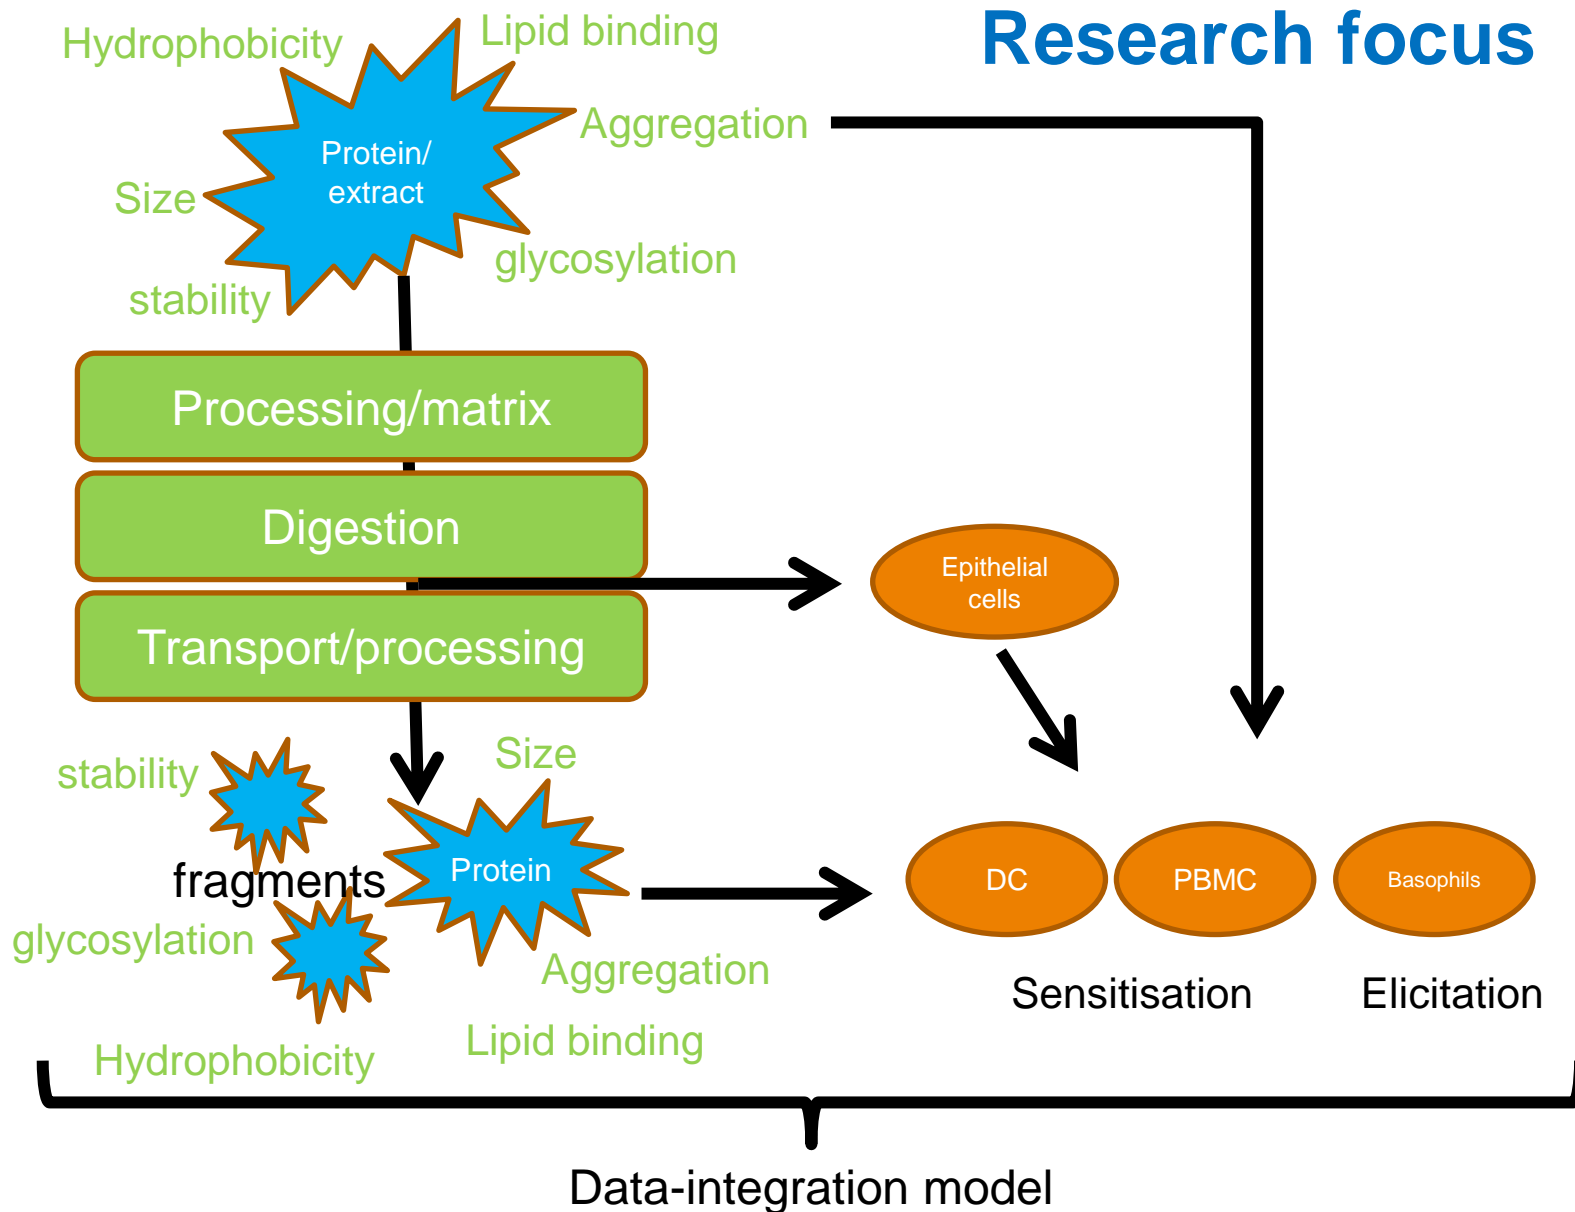 Research focus
Hydrophobicity
Lipid binding
Aggregation
Protein/
extract
Size
glycosylation
stability
Processing/matrix
Digestion
Epithelial
cells
Transport/processing
Size
stability
Protein
fragments
DC
PBMC
Basophils
glycosylation
Aggregation
Sensitisation
Elicitation
Lipid binding
Hydrophobicity
Data-integration model